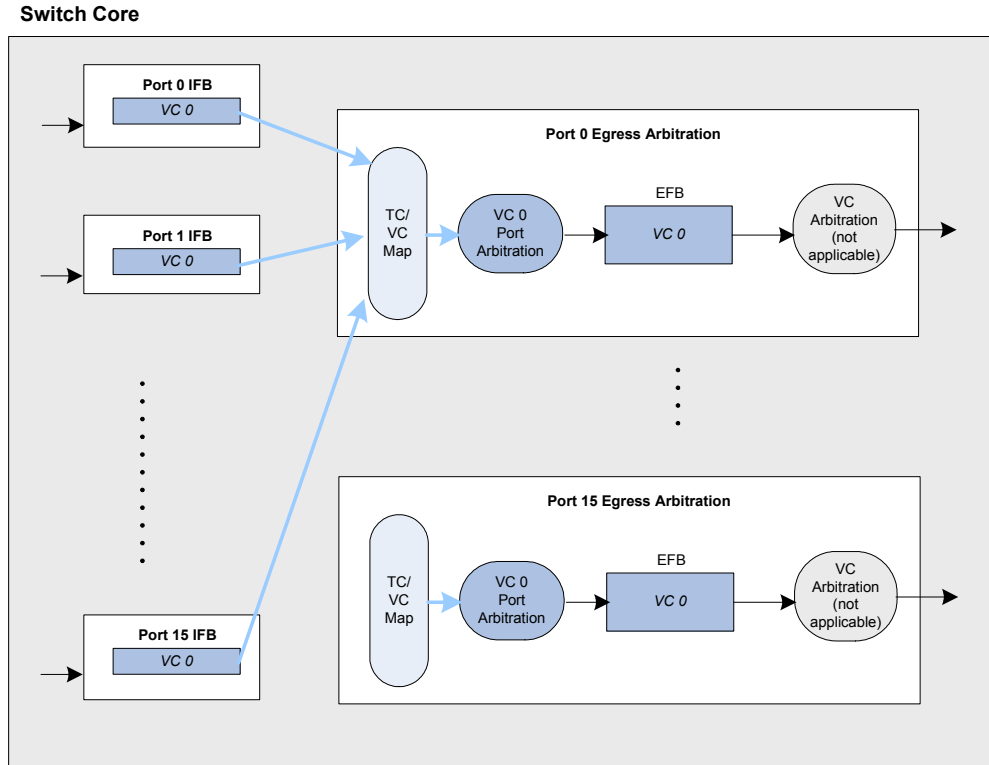 Switch Core
Port 0 IFB
VC 0
Port 1 IFB
VC 0
Port 15 IFB
VC 0
Port 0 Egress Arbitration
TC/
VC
Map
VC 0
Port
Arbitration
EFB
VC 0
VC
Arbitration
(not
applicable)
Port 15 Egress Arbitration
TC/
VC
Map
VC 0
Port
Arbitration
EFB
VC 0
VC
Arbitration
(not
applicable)